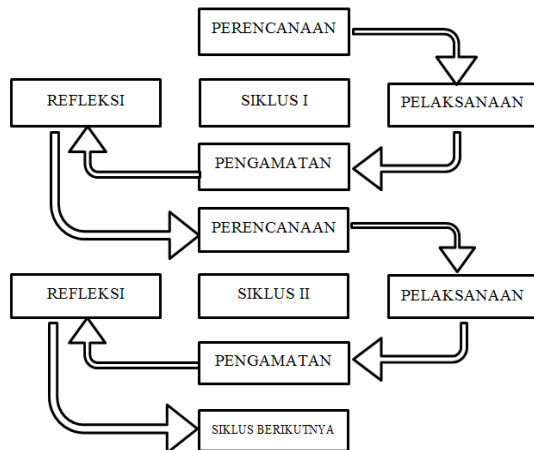 PERENCANAAN
REFLEKSI
SIKLUS I
PELAKSANAAN
PENGAMATAN
PERENCANAAN
REFLEKSI
SIKLUS II
PELAKSANAAN
PENGAMATAN
SIKLUS BERIKUTNYA